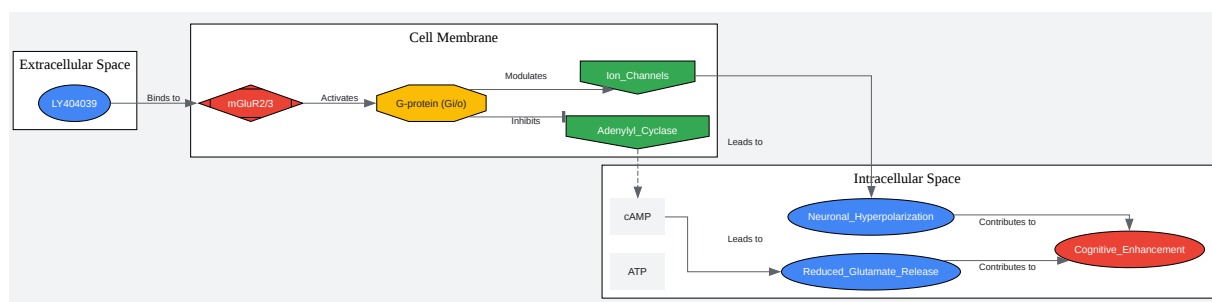 Cell Membrane
Extracellular Space
LY404039
Binds to
mGluR2/3
Activates
G-protein (Gi/o)
Modulates
Ion_Channels
Inhibits
Adenylyl_Cyclase
Leads to
Intracellular Space
cAMP
Neuronal_Hyperpolarization
Contributes to
Leads to
Cognitive_Enhancement
ATP
Reduced_Glutamate_Release
Contributes to